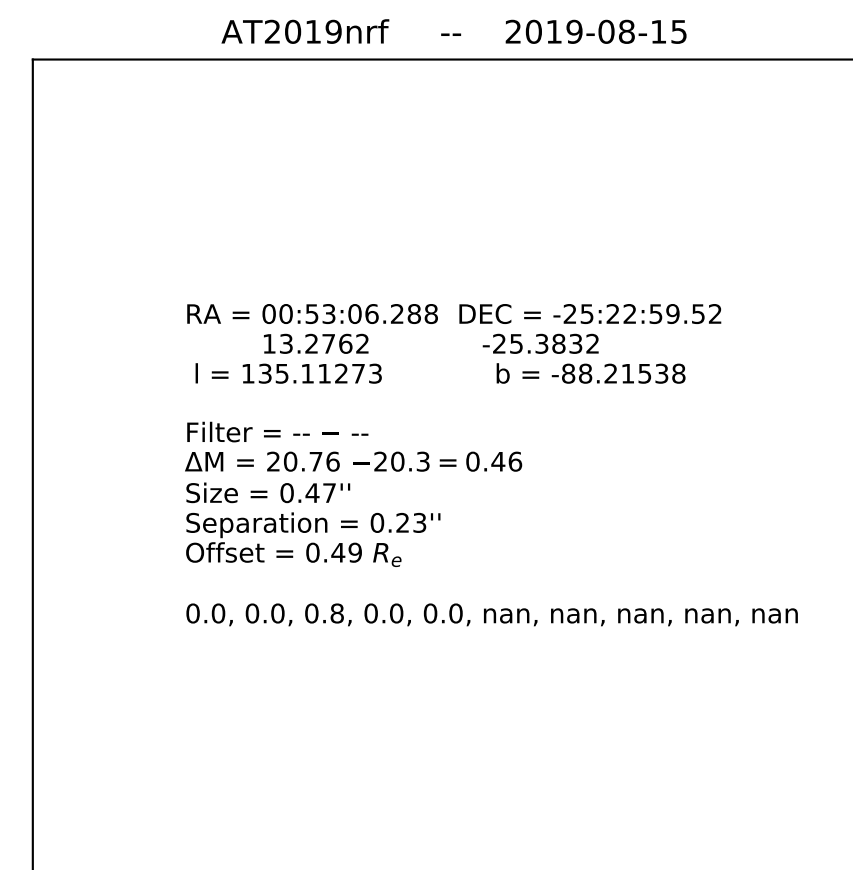 AT2019nrf -- 2019-08-15
RA = 00:53:06.288 DEC = -25:22:59.52
13.2762 -25.3832
l = 135.11273 b = -88.21538
Filter = -- − --
ΔM = 20.76 −20.3 = 0.46
Size = 0.47''
Separation = 0.23''
Offset = 0.49 Rₑ
0.0, 0.0, 0.8, 0.0, 0.0, nan, nan, nan, nan, nan